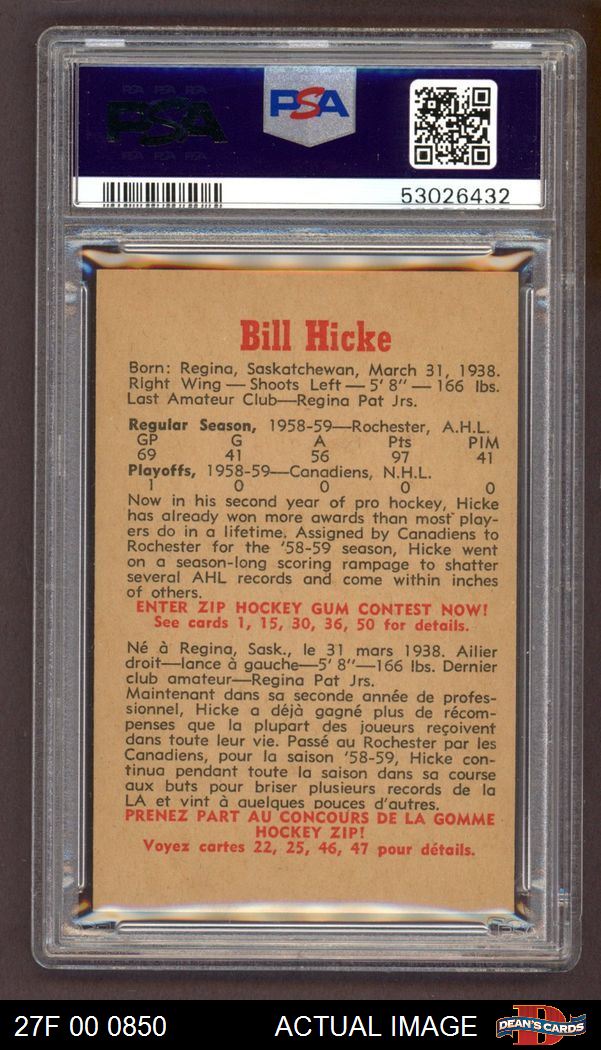 PSA PSA PSA
PSA
PSA PSA PSA
PSA
53026432
Bill Hicke
Born: Regina, Saskatchewan, March 31, 1938.
Right Wing — Shoots Left — 5' 8" — 166 lbs.
Last Amateur Club—Regina Pat Jrs.
Regular Season, 1958-59—Rochester, A.H.L.
GP G A Pts PIM
69 41 56 97 41
Playoffs, 1958-59—Canadiens, N.H.L.
1 0 0 0 0
Now in his second year of pro hockey, Hicke
has already won more awards than most play-
ers do in a lifetime. Assigned by Canadiens to
Rochester for the '58-59 season, Hicke went
on a season-long scoring rampage to shatter
several AHL records and come within inches
of others.
ENTER ZIP HOCKEY GUM CONTEST NOW!
See cards 1, 15, 30, 36, 50 for details.
Né à Regina, Sask., le 31 mars 1938. Ailier
droit—lance à gauche—5' 8"—166 lbs. Dernier
club amateur—Regina Pat Jrs.
Maintenant dans sa seconde année de profes-
sionnel, Hicke a déjà gagné plus de récom-
penses que la plupart des joueurs reçoivent
dans toute leur vie. Passé au Rochester par les
Canadiens, pour la saison '58-59, Hicke con-
tinua pendant toute la saison dans sa course
aux buts pour briser plusieurs records de la
LA et vint à quelques pouces d'autres.
PRENEZ PART AU CONCOURS DE LA GOMME
HOCKEY ZIP!
Voyez cartes 22, 25, 46, 47 pour détails.
27F 00 0850 ACTUAL IMAGE D DEAN'S CARDS